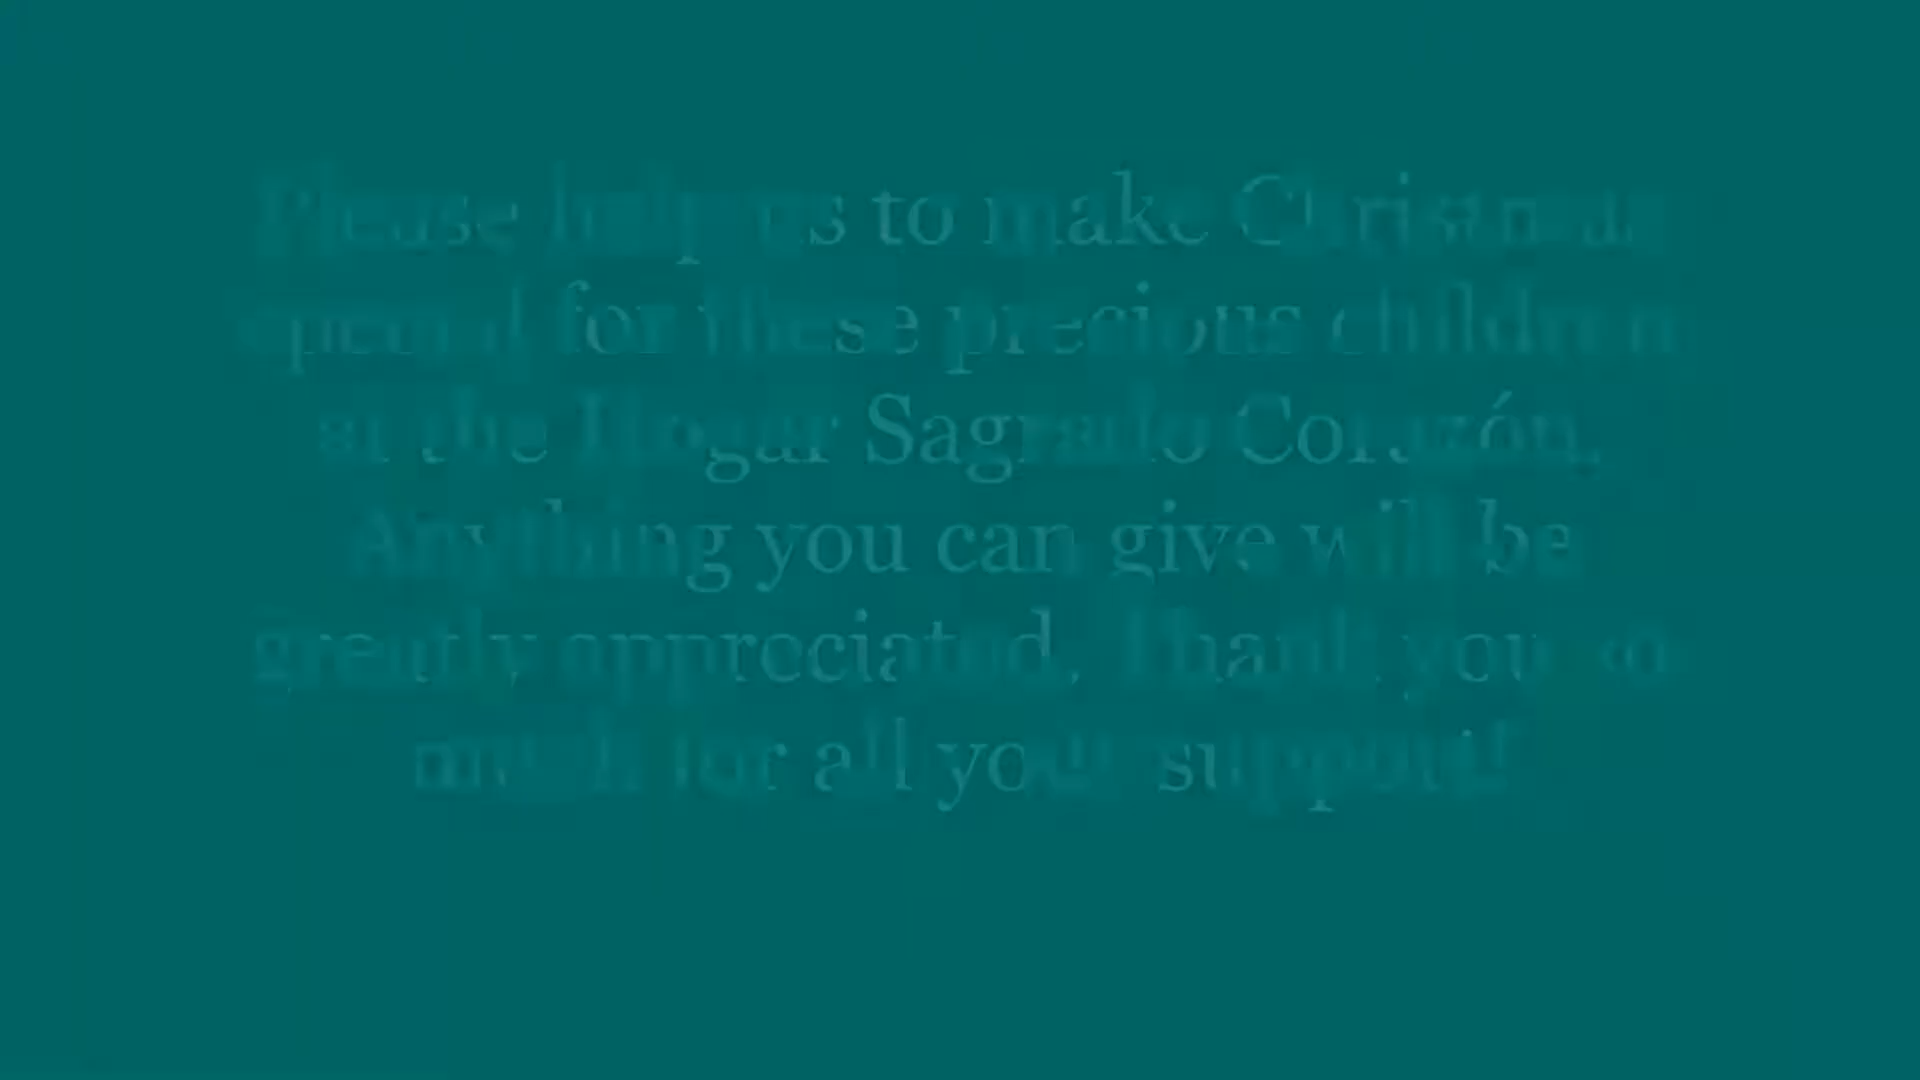 Please help us to make Christmas
special for these precious children
at the Hogar Sagrado Corazón.
Anything you can give will be
greatly appreciated. Thank you so
much for all your support!